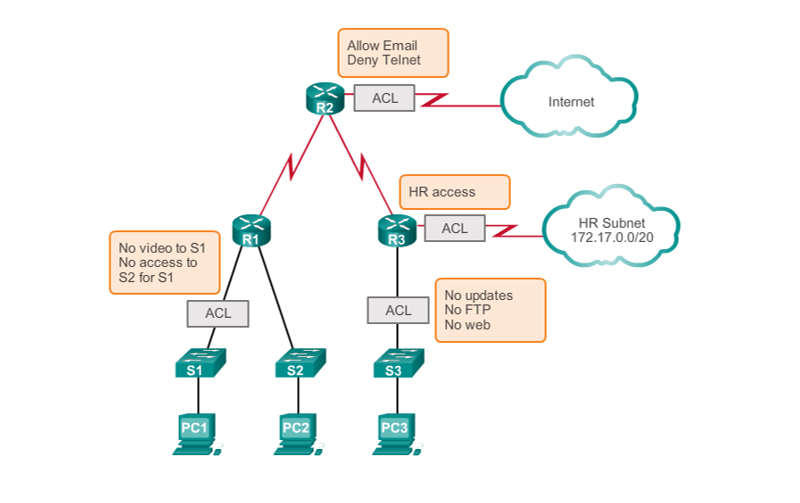 Allow Email
Deny Telnet
ACL
Internet
R2
HR access
ACL
HR Subnet
172.17.0.0/20
R1
R3
No video to S1
No access to
S2 for S1
ACL
ACL
No updates
No FTP
No web
S1
S2
S3
PC1
PC2
PC3